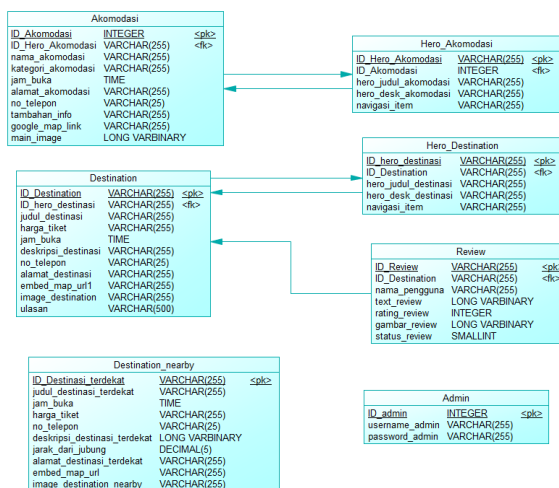 Akomodasi
ID_Akomodasi INTEGER <pk>
ID_Hero_Akomodasi VARCHAR(255) <fk>
nama_akomodasi VARCHAR(255)
kategori_akomodasi VARCHAR(255)
jam_buka TIME
alamat_akomodasi VARCHAR(255)
no_telepon VARCHAR(25)
tambahan_info VARCHAR(255)
google_map_link VARCHAR(255)
main_image LONG VARBINARY
Hero_Akomodasi
ID_Hero_Akomodasi VARCHAR(255) <pk>
ID_Akomodasi INTEGER <fk>
hero_judul_akomodasi VARCHAR(255)
hero_desk_akomodasi VARCHAR(255)
navigasi_item VARCHAR(255)
Hero_Destination
ID_hero_destinasi VARCHAR(255) <pk>
ID_Destination VARCHAR(255) <fk>
hero_judul_destinasi VARCHAR(255)
hero_desk_destinasi VARCHAR(255)
navigasi_item VARCHAR(255)
Destination
ID_Destination VARCHAR(255) <pk>
ID_hero_destinasi VARCHAR(255) <fk>
judul_destinasi VARCHAR(255)
harga_tiket VARCHAR(255)
jam_buka TIME
deskripsi_destinasi VARCHAR(255)
no_telepon VARCHAR(25)
alamat_destinasi VARCHAR(255)
embed_map_url1 VARCHAR(255)
image_destination VARCHAR(255)
ulasan VARCHAR(500)
Review
ID_Review VARCHAR(255) <pk>
ID_Destination VARCHAR(255) <fk>
nama_pengguna VARCHAR(255)
text_review LONG VARBINARY
rating_review INTEGER
gambar_review LONG VARBINARY
status_review SMALLINT
Destination_nearby
ID_Destinasi_terdekat VARCHAR(255) <pk>
judul_destinasi_terdekat VARCHAR(255)
jam_buka TIME
harga_tiket VARCHAR(255)
no_telepon VARCHAR(25)
deskripsi_destinasi_terdekat LONG VARBINARY
jarak_dari_jubung DECIMAL(5)
alamat_destinasi_terdekat VARCHAR(255)
embed_map_url VARCHAR(255)
image_destination_nearby VARCHAR(255)
Admin
ID_admin INTEGER <pk>
username_admin VARCHAR(255)
password_admin VARCHAR(255)